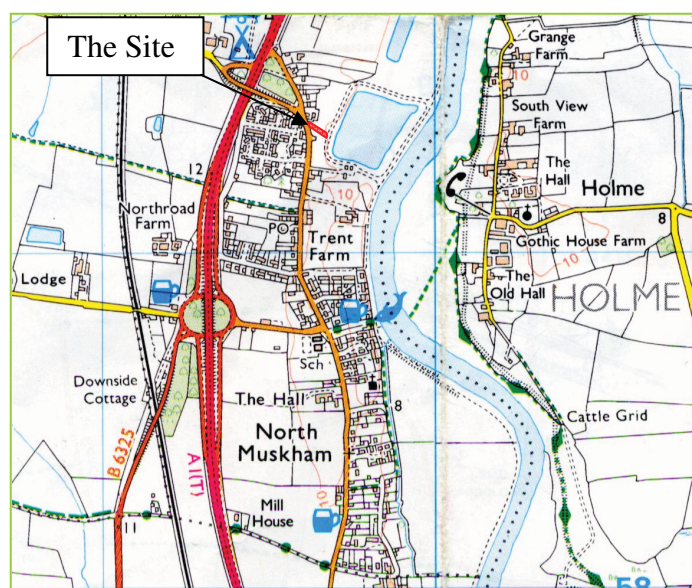 The Site
Grange
Farm
10
South View
Farm
The
Hall
Holme
12
10
Northroad
Farm
PO
Trent
Farm
8
Gothic House Farm
10
Lodge
The
Old Hall
HOLME
Sch
Downside
Cottage
The Hall
8
Cattle Grid
North
Muskham
B 6325
A1(T)
10
Mill
House
11
58